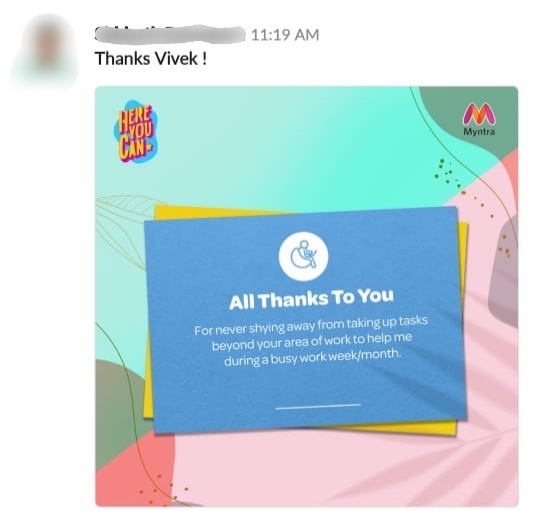 11:19 AM
Thanks Vivek !
HERE
YOU
CAN
Myntra
All Thanks To You
For never shying away from taking up tasks
beyond your area of work to help me
during a busy work week/month.